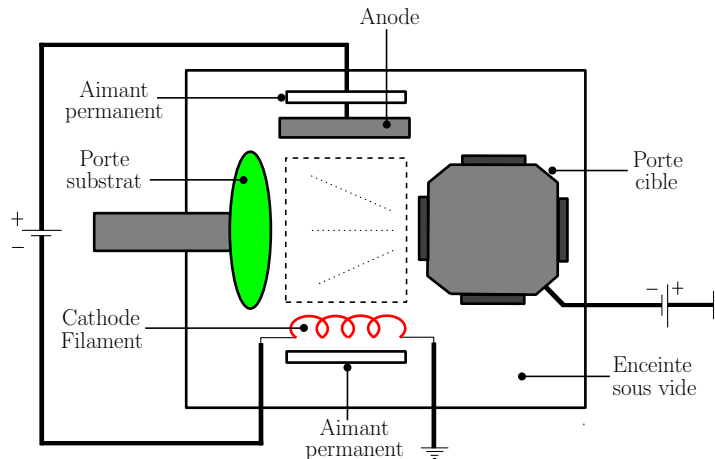 Anode
Aimant
permanent
Porte
substrat
Porte
cible
+
−
− +
Cathode
Filament
Enceinte
sous vide
Aimant
permanent